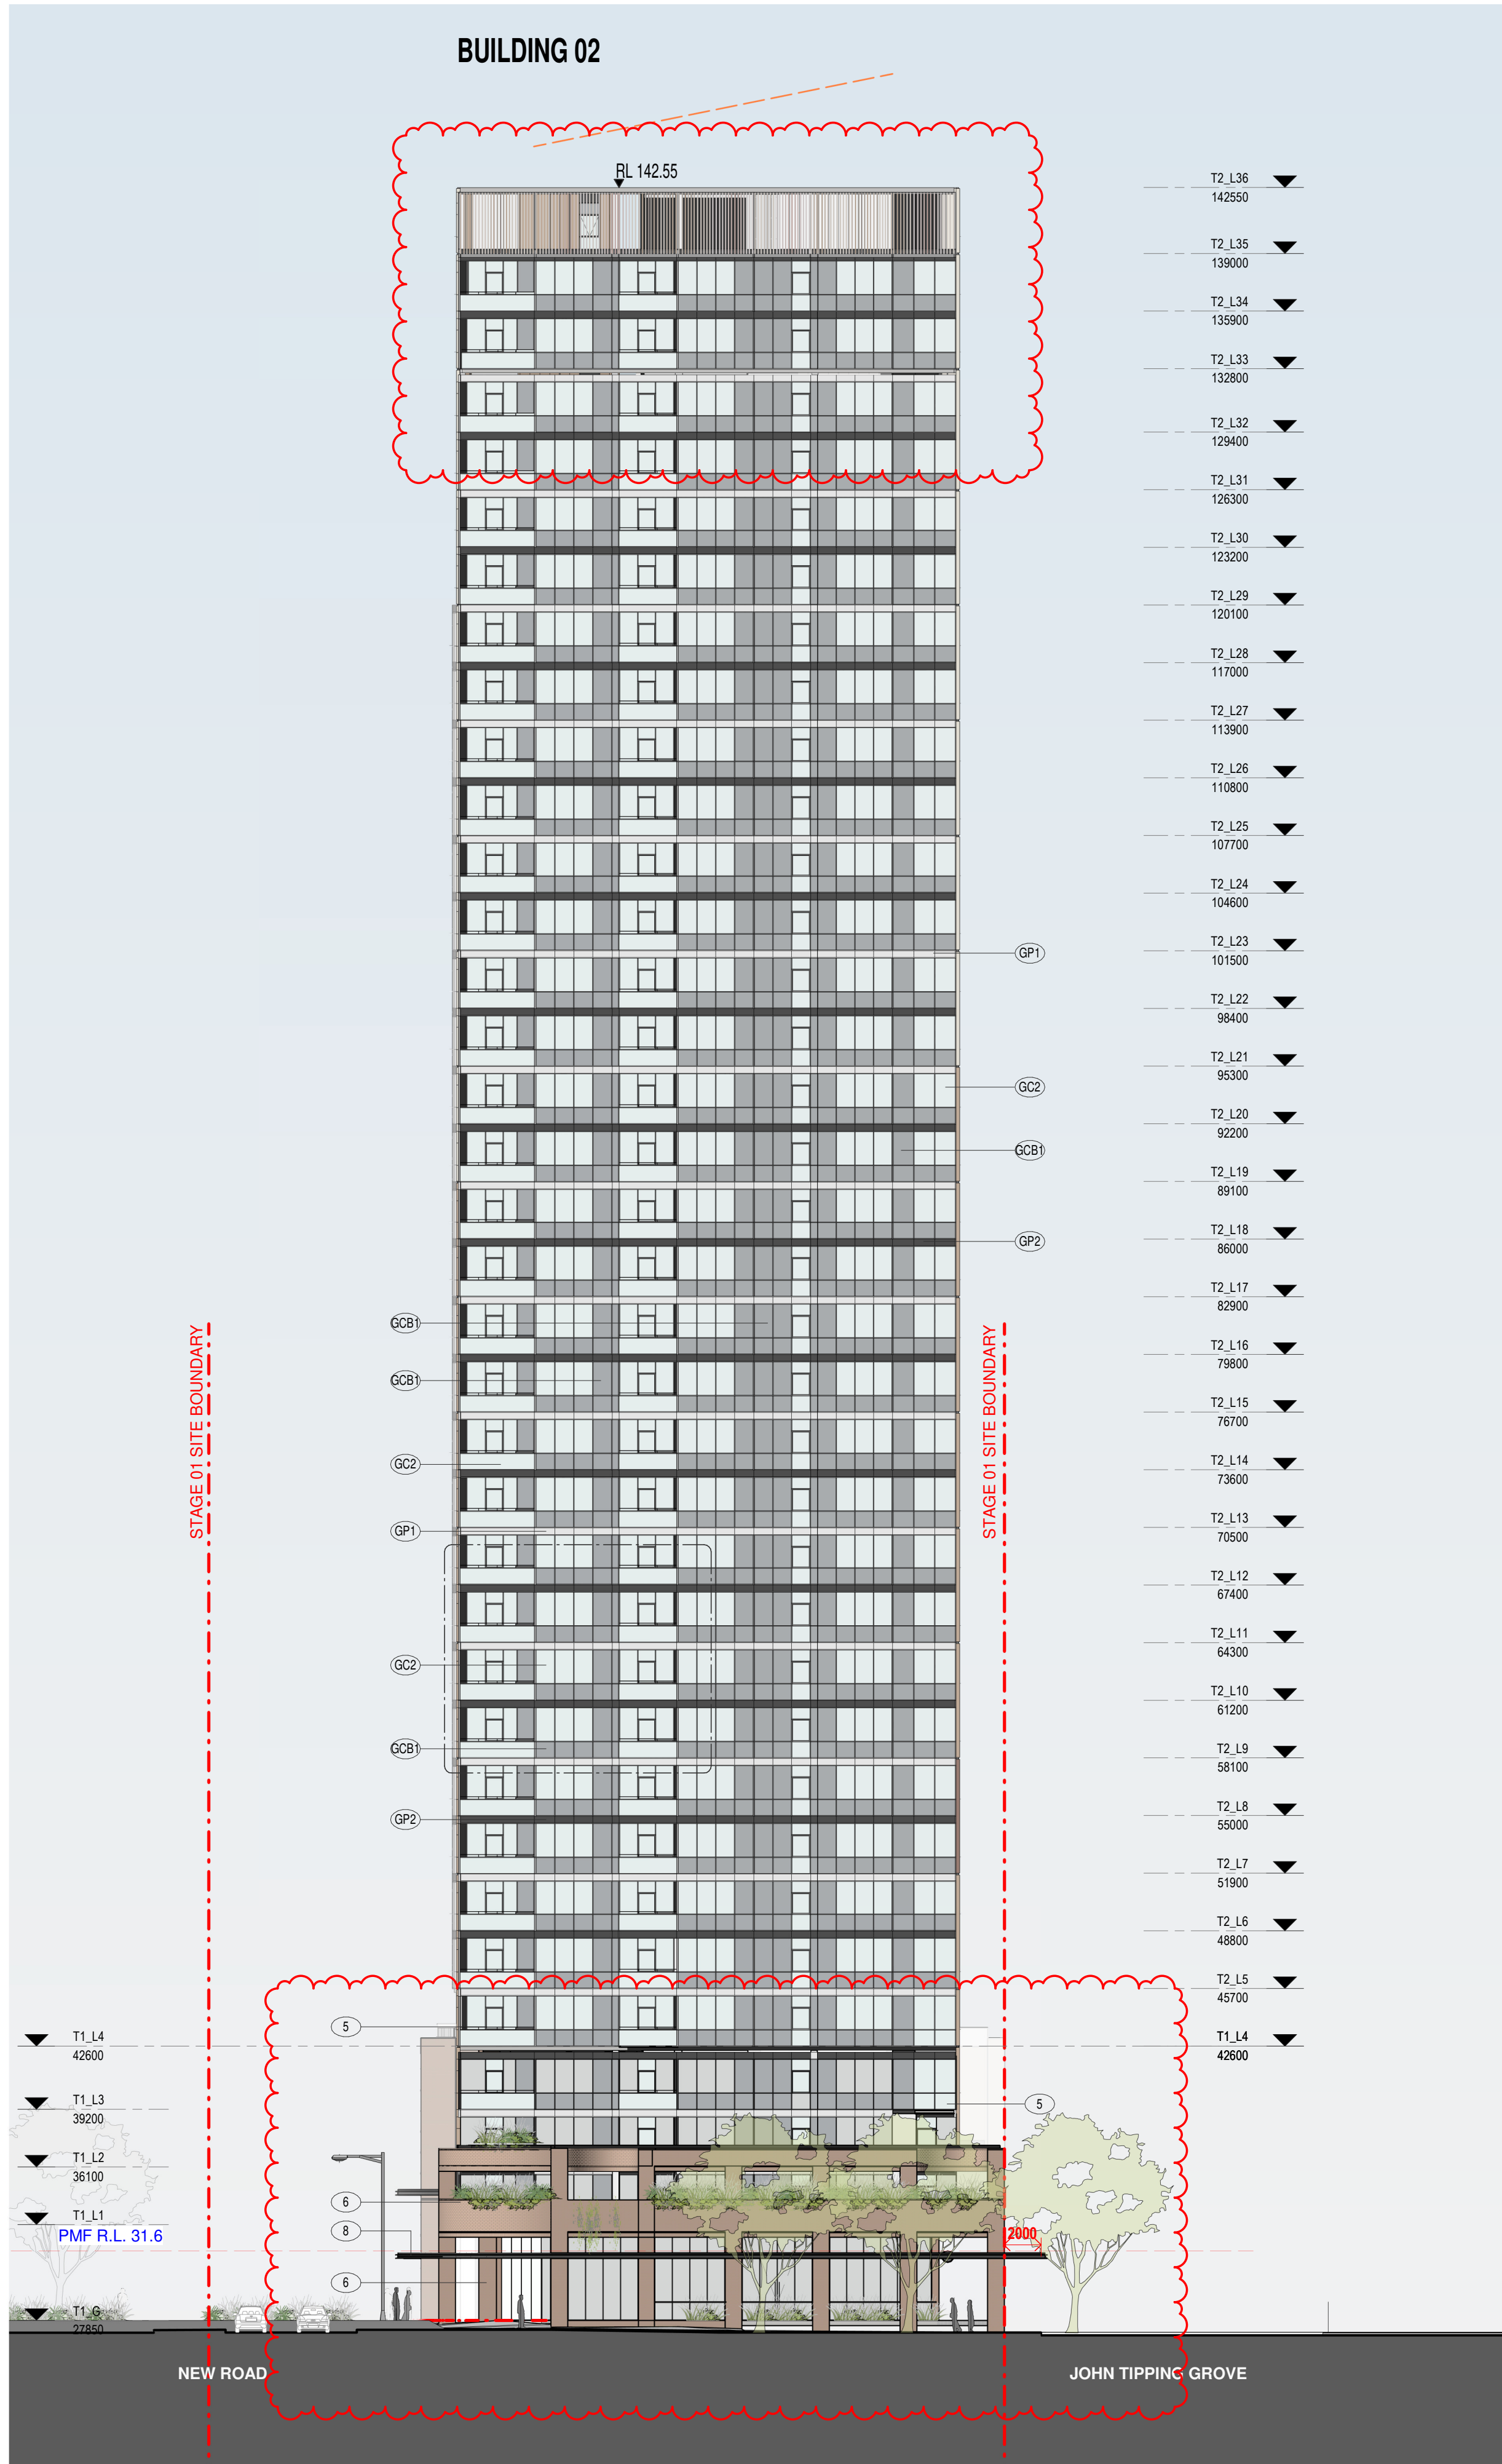 BUILDING 02
RL 142.55
T2_L36
142550
T2_L35
139000
T2_L34
135900
T2_L33
132800
T2_L32
129400
T2_L31
126300
T2_L30
123200
T2_L29
120100
T2_L28
117000
T2_L27
113900
T2_L26
110800
T2_L25
107700
T2_L24
104600
GP1
T2_L23
101500
T2_L22
98400
T2_L21
95300
GC2
T2_L20
92200
GCB1
T2_L19
89100
T2_L18
86000
GP2
T2_L17
82900
GCB1
STAGE 01 SITE BOUNDARY
STAGE 01 SITE BOUNDARY
T2_L16
79800
GCB1
T2_L15
76700
GC2
T2_L14
73600
GP1
T2_L13
70500
T2_L12
67400
T2_L11
64300
GC2
T2_L10
61200
GCB1
T2_L9
58100
T2_L8
55000
GP2
T2_L7
51900
T2_L6
48800
T2_L5
45700
5
T1_L4
42600
T1_L4
42600
T1_L3
39200
5
T1_L2
36100
6
T1_L1
PMF R.L. 31.6
8
2000
6
T1_G
27850
NEW ROAD
JOHN TIPPING GROVE